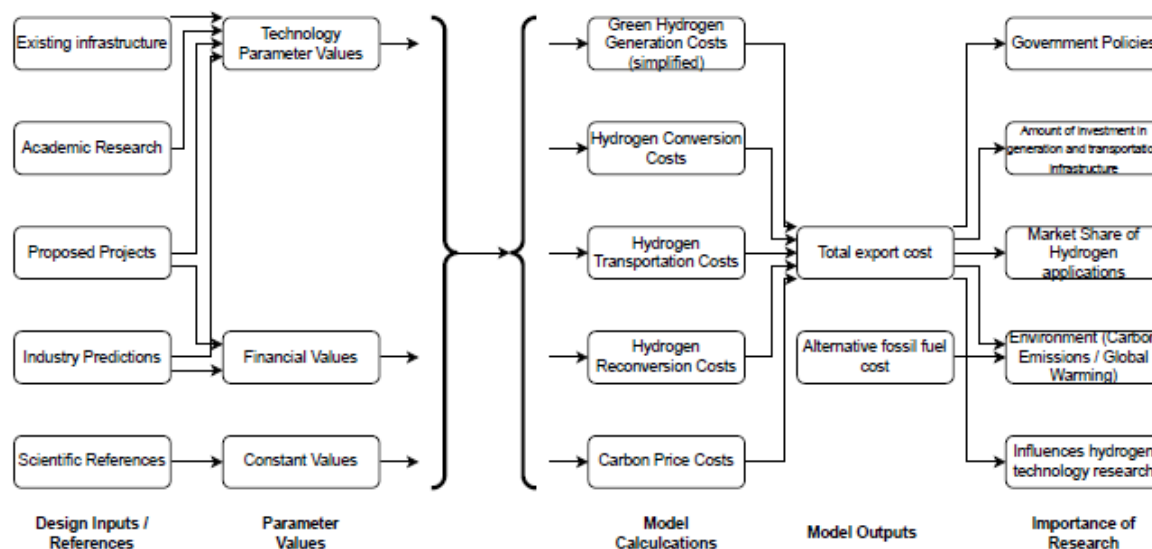 Existing infrastructure
Academic Research
Proposed Projects
Industry Predictions
Scientific References
Design Inputs /
References
Technology
Parameter Values
Financial Values
Constant Values
Parameter
Values
Green Hydrogen
Generation Costs
(simplified)
Hydrogen Conversion
Costs
Hydrogen
Transportation Costs
Hydrogen
Reconversion Costs
Carbon Price Costs
Model
Calculcations
Total export cost
Alternative fossil fuel
cost
Model Outputs
Government Policies
Amount of investment in
generation and transportation
infrastructure
Market Share of
Hydrogen
applications
Environment (Carbon
Emissions / Global
Warming)
Influences hydrogen
technology research
Importance of
Research